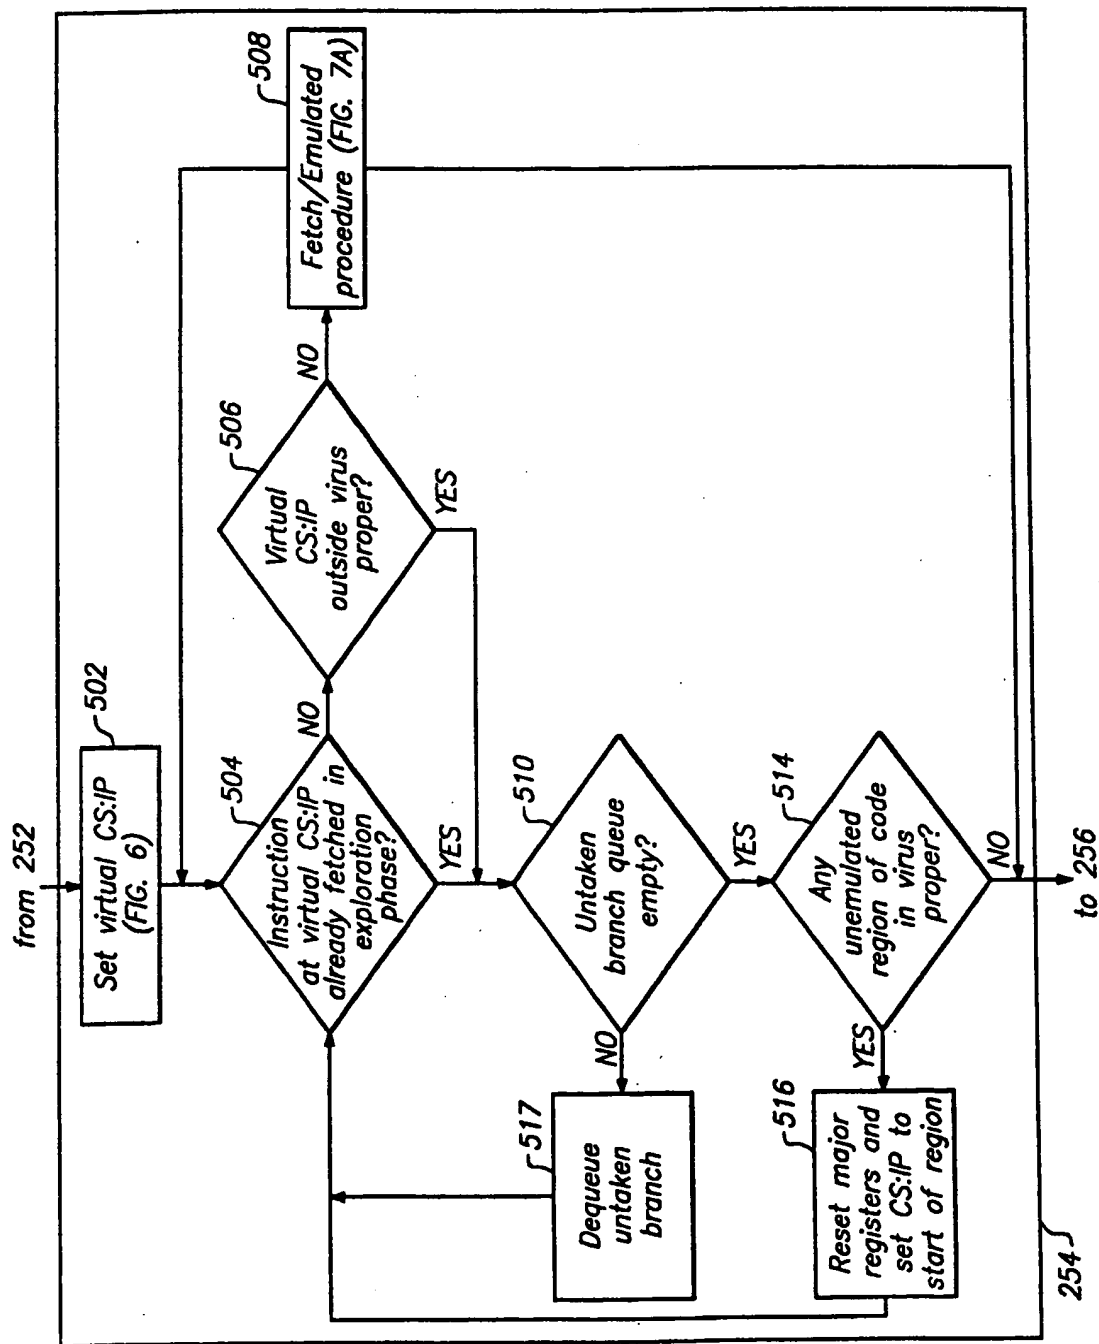 from 252
502
Set virtual CS:IP
(FIG. 6)
504
Instruction
at virtual CS:IP
already fetched in
exploration
phase?
NO
YES
506
Virtual
CS:IP
outside virus
proper?
NO
YES
508
Fetch/Emulated
procedure (FIG. 7A)
510
Untaken
branch queue
empty?
NO
YES
517
Dequeue
untaken
branch
514
Any
unemulated
region of code
in virus
proper?
YES
NO
516
Reset major
registers and
set CS:IP to
start of region
to 256
254